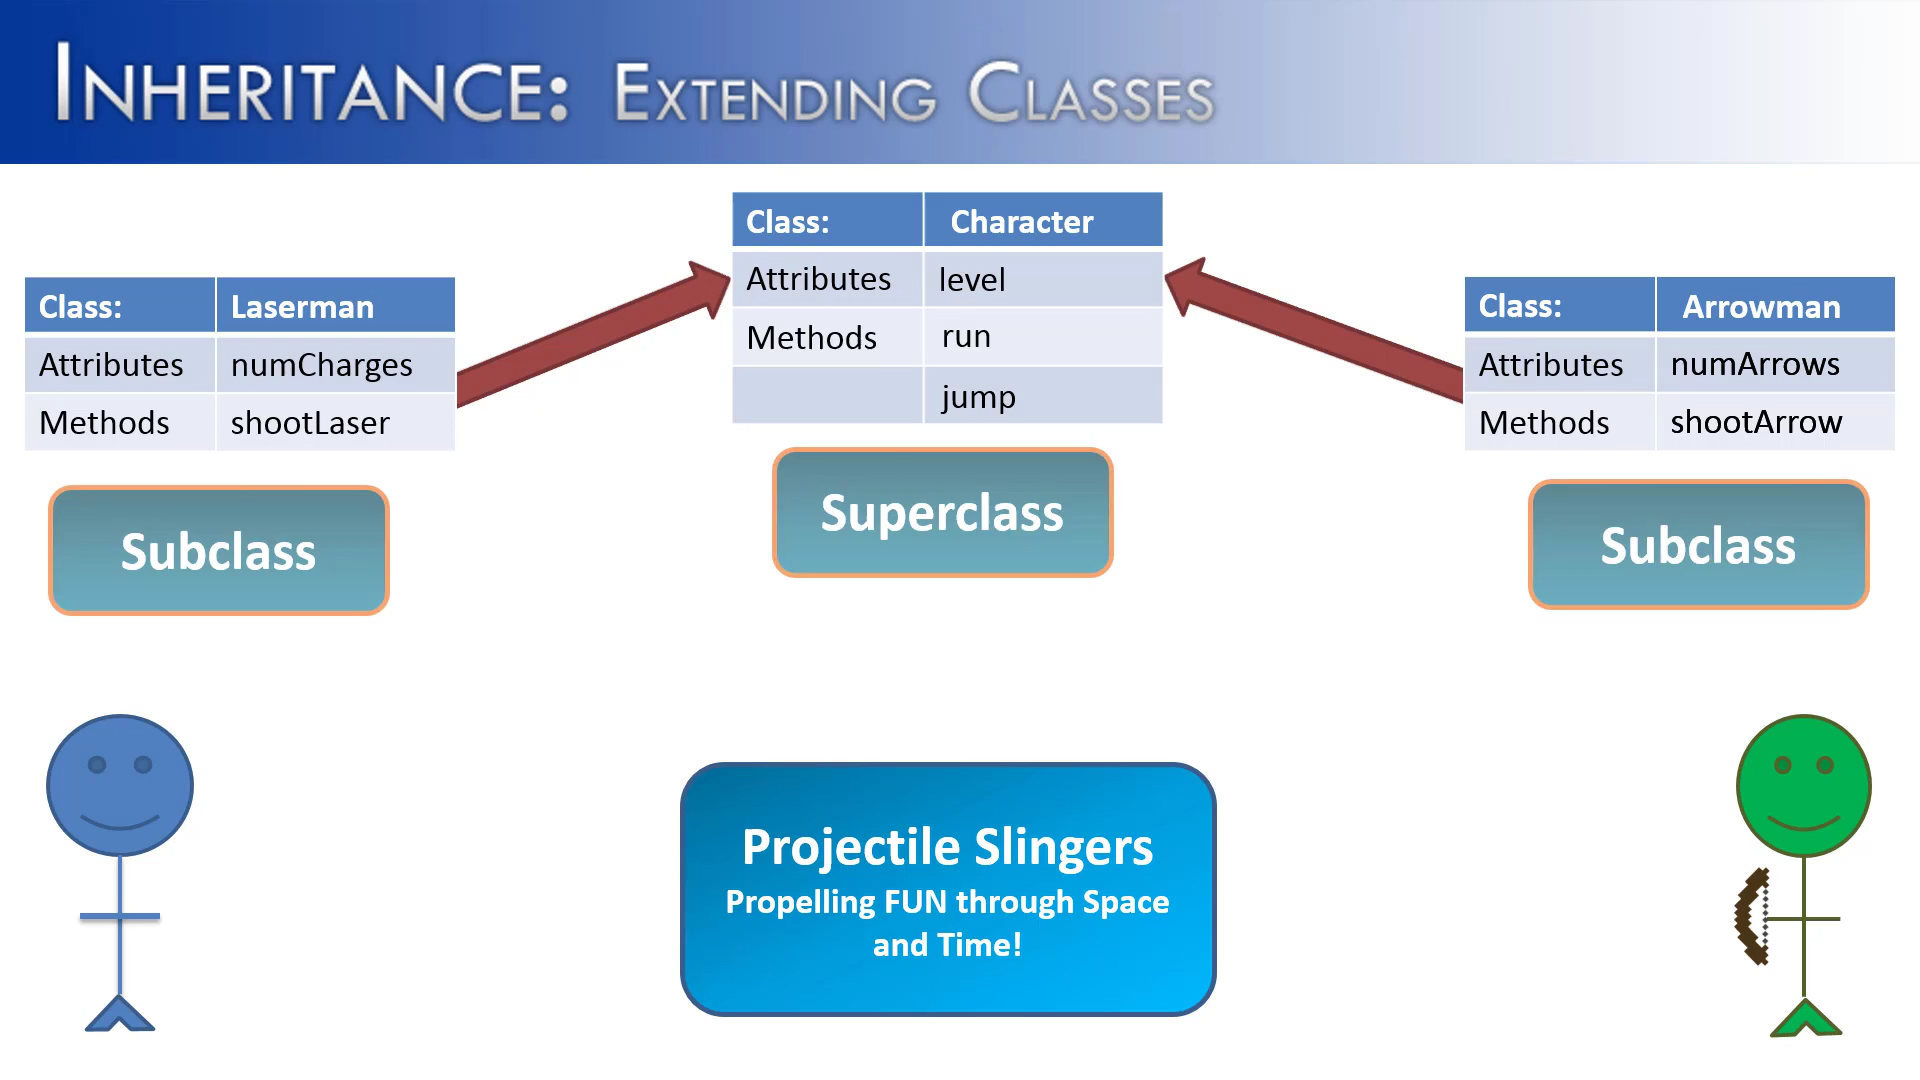 INHERITANCE: EXTENDING CLASSES
Class: Laserman
Attributes numCharges
Methods shootLaser
Subclass
Class: Character
Attributes level
Methods run
jump
Superclass
Class: Arrowman
Attributes numArrows
Methods shootArrow
Subclass
Projectile Slingers
Propelling FUN through Space
and Time!